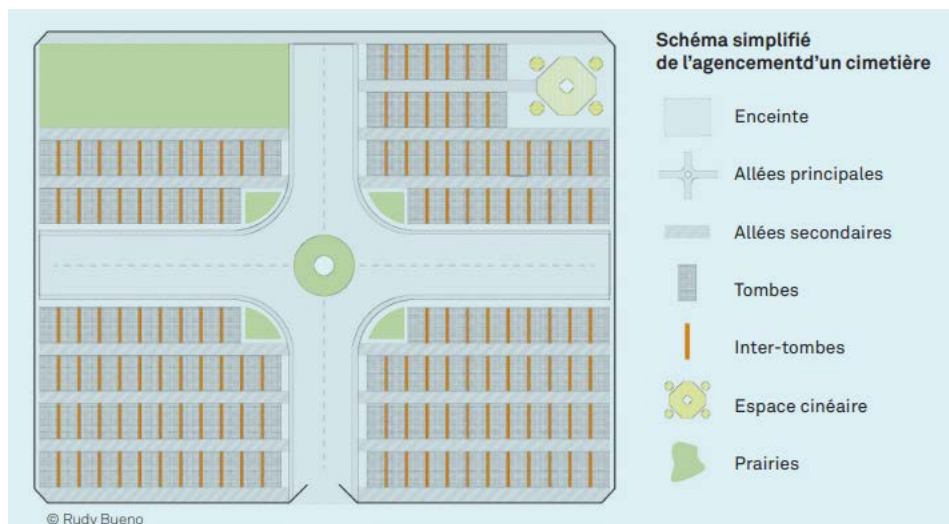 Schéma simplifié
de l'agencementd'un cimetière
Enceinte
Allées principales
Allées secondaires
Tombes
Inter-tombes
Espace cinéaire
Prairies
© Rudy Bueno